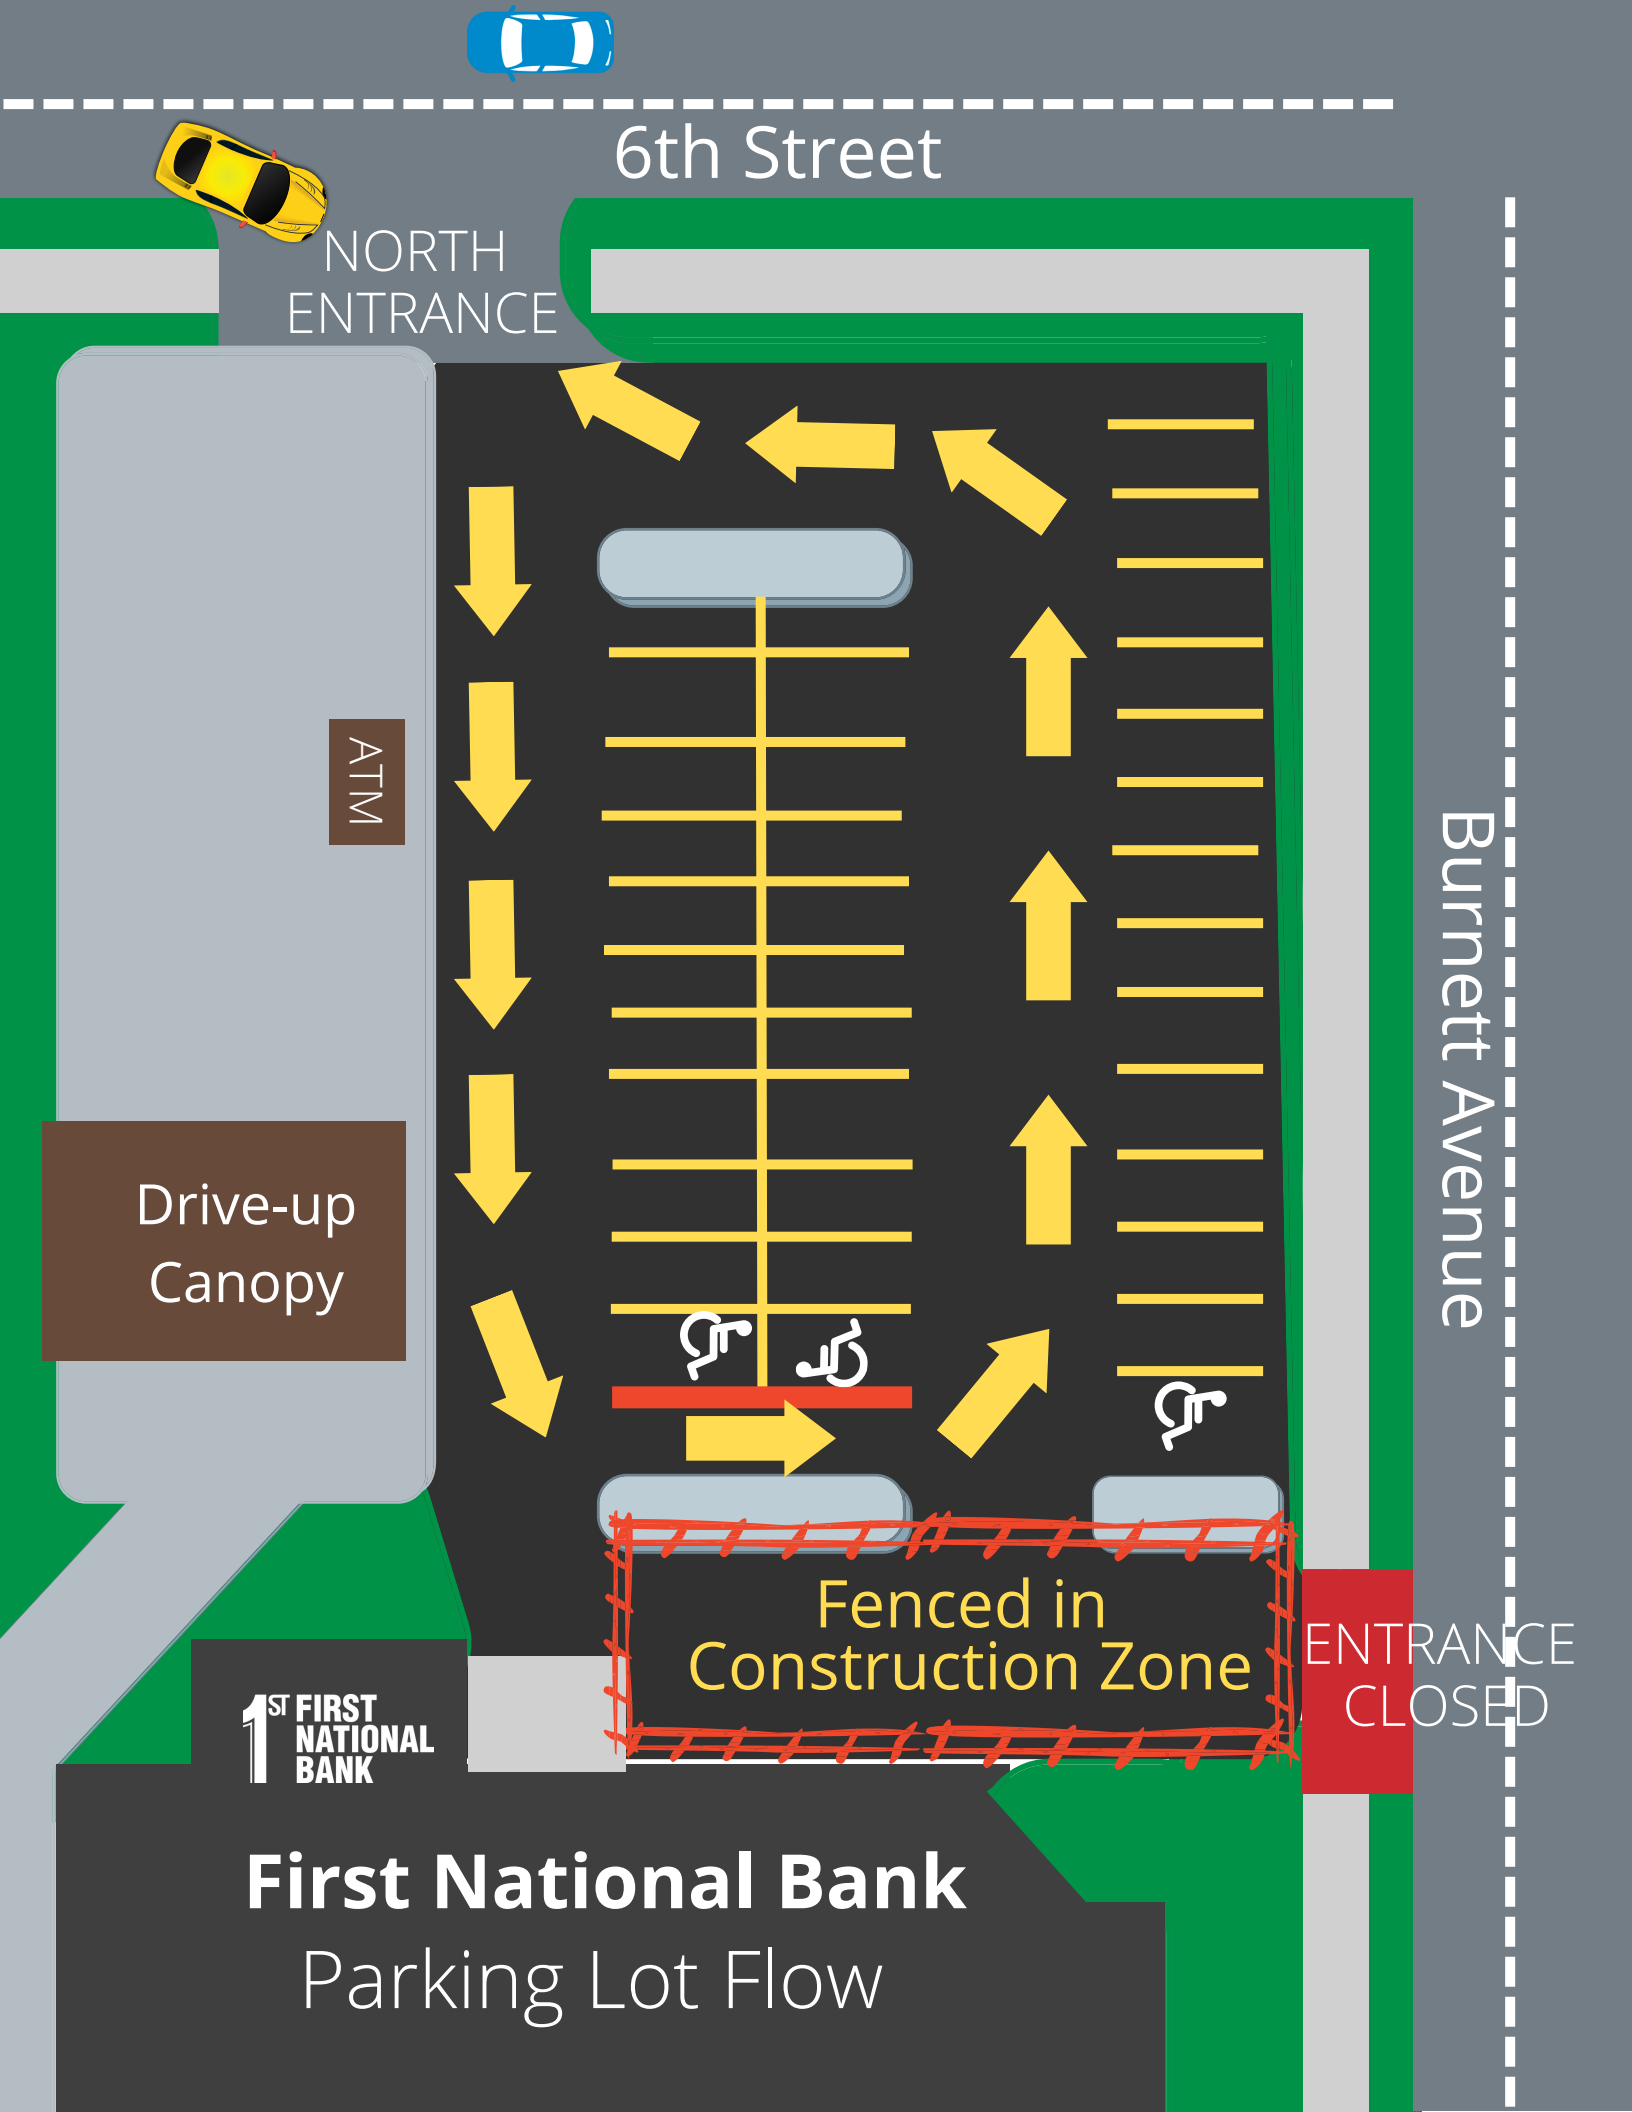 6th Street
NORTH
ENTRANCE
ATM
Burnett Avenue
Drive-up
Canopy
Fenced in
Construction Zone
ENTRANCE
CLOSED
1ST FIRST
NATIONAL
BANK
First National Bank
Parking Lot Flow